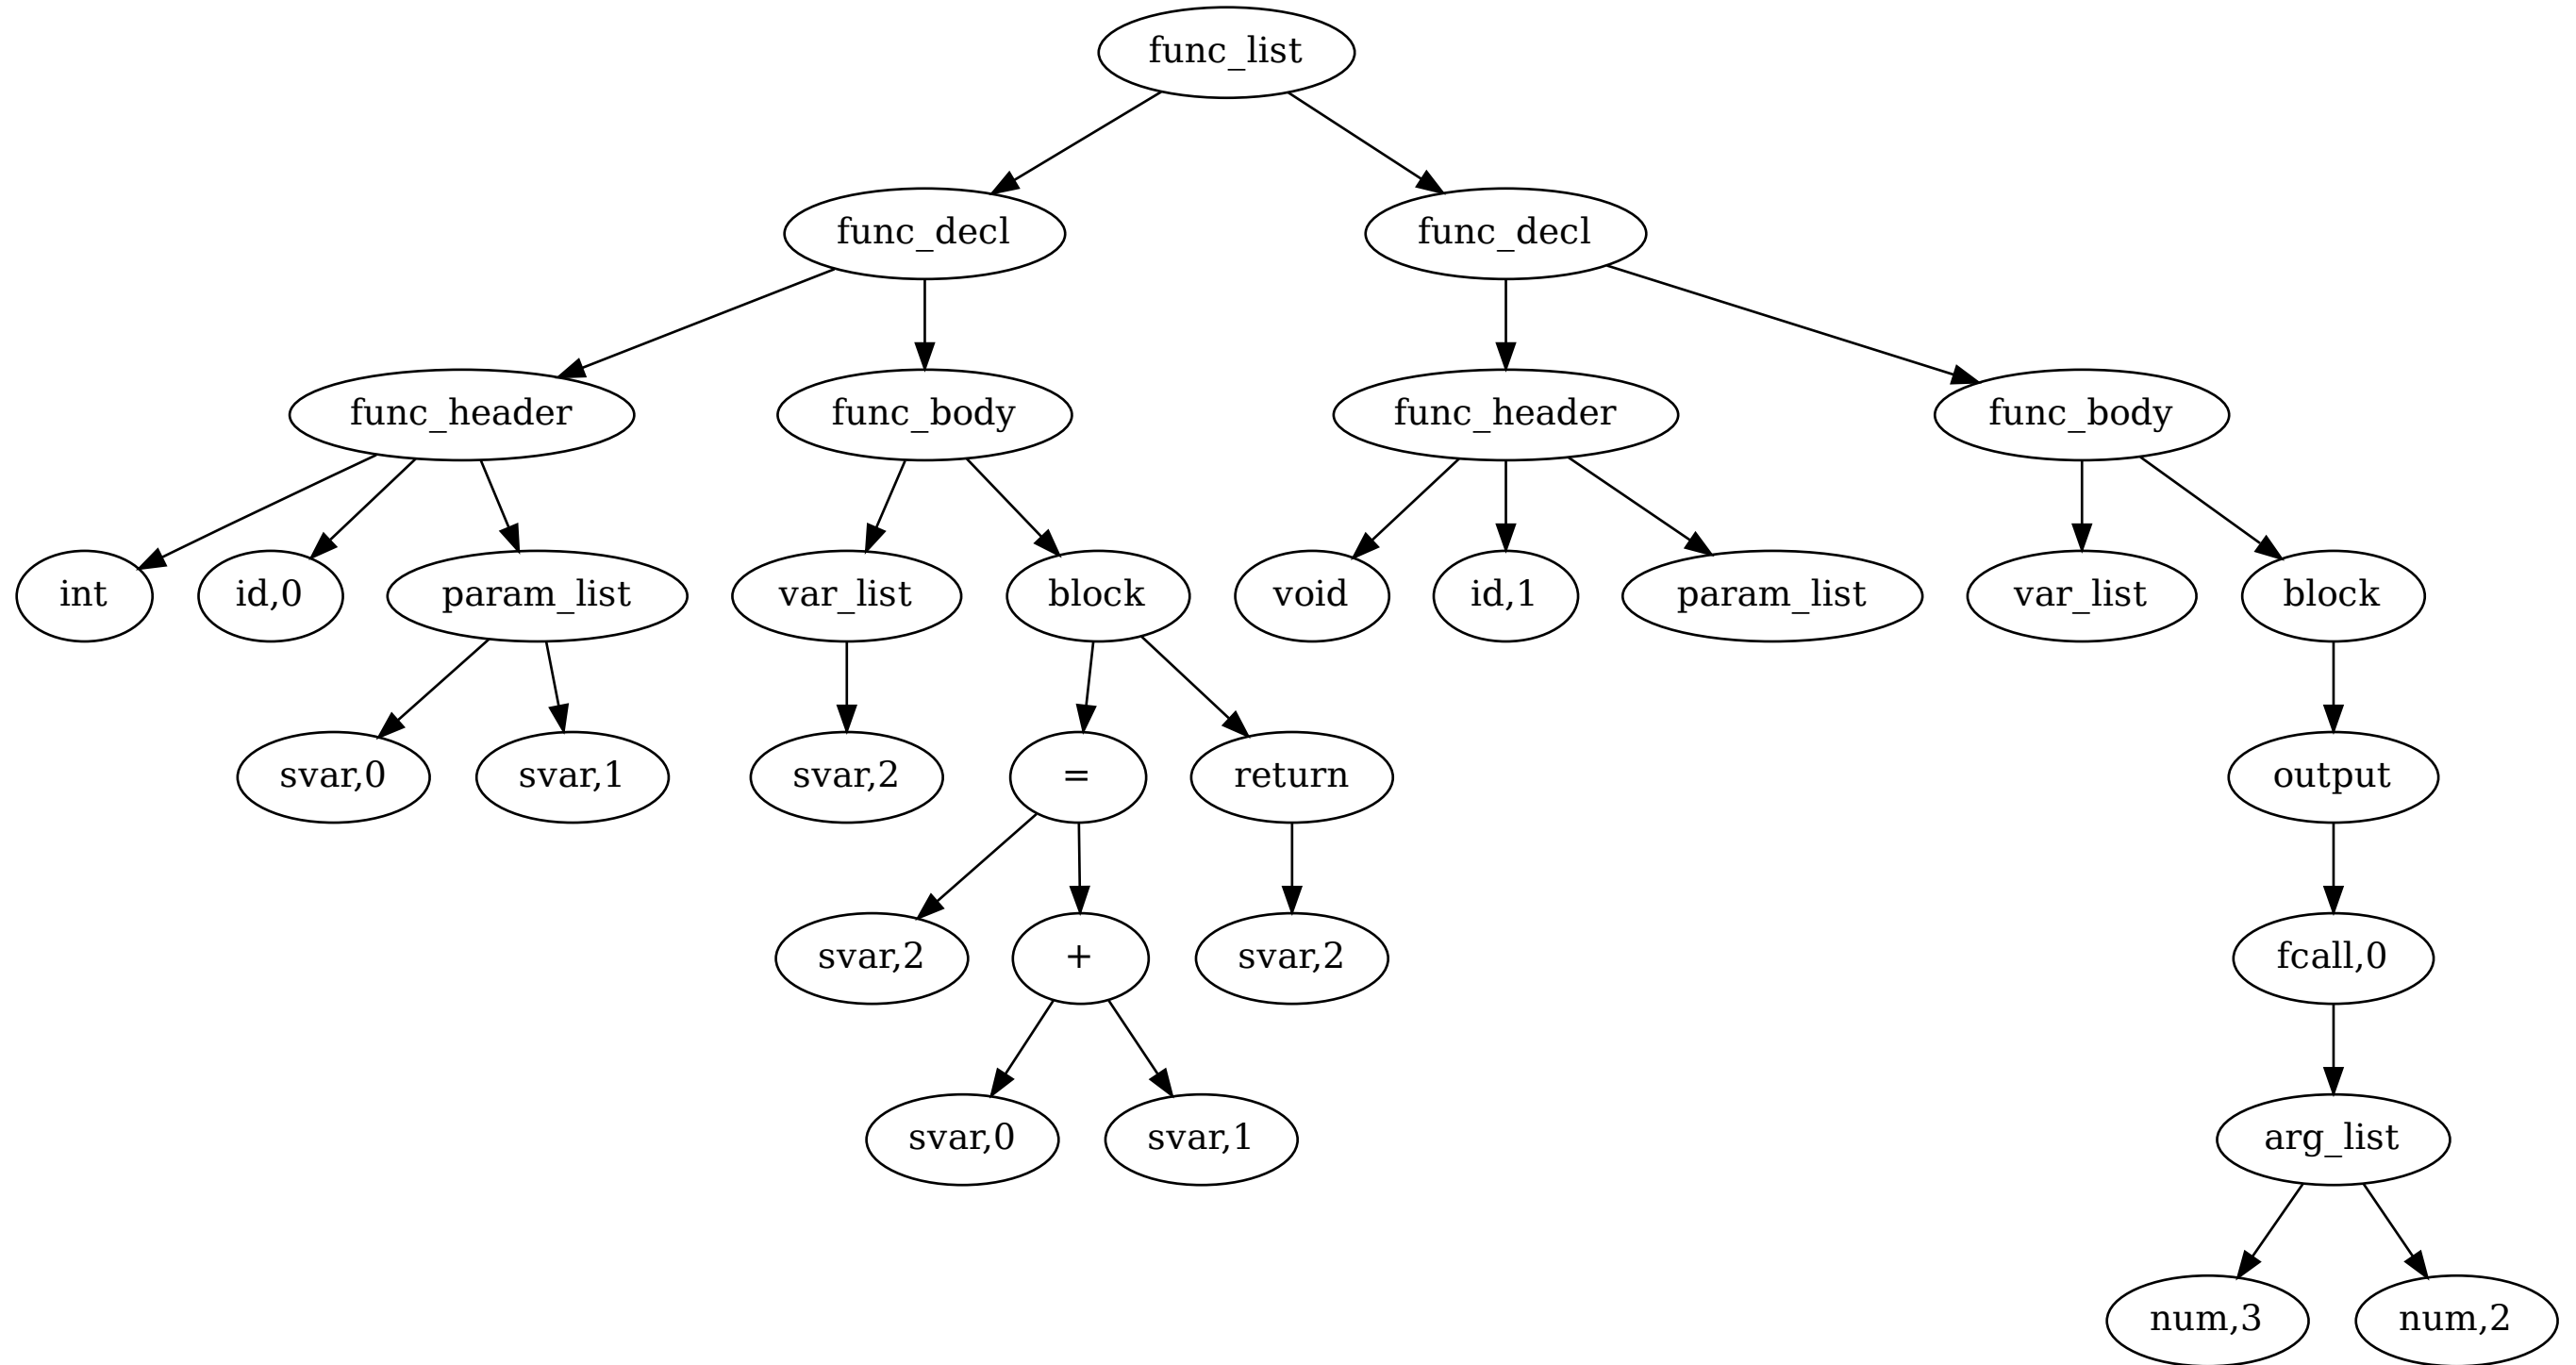 func_list
func_decl
func_decl
func_header
func_body
func_header
func_body
int
id,0
param_list
var_list
block
void
id,1
param_list
var_list
block
svar,0
svar,1
svar,2
=
return
output
svar,2
+
svar,2
fcall,0
svar,0
svar,1
arg_list
num,3
num,2